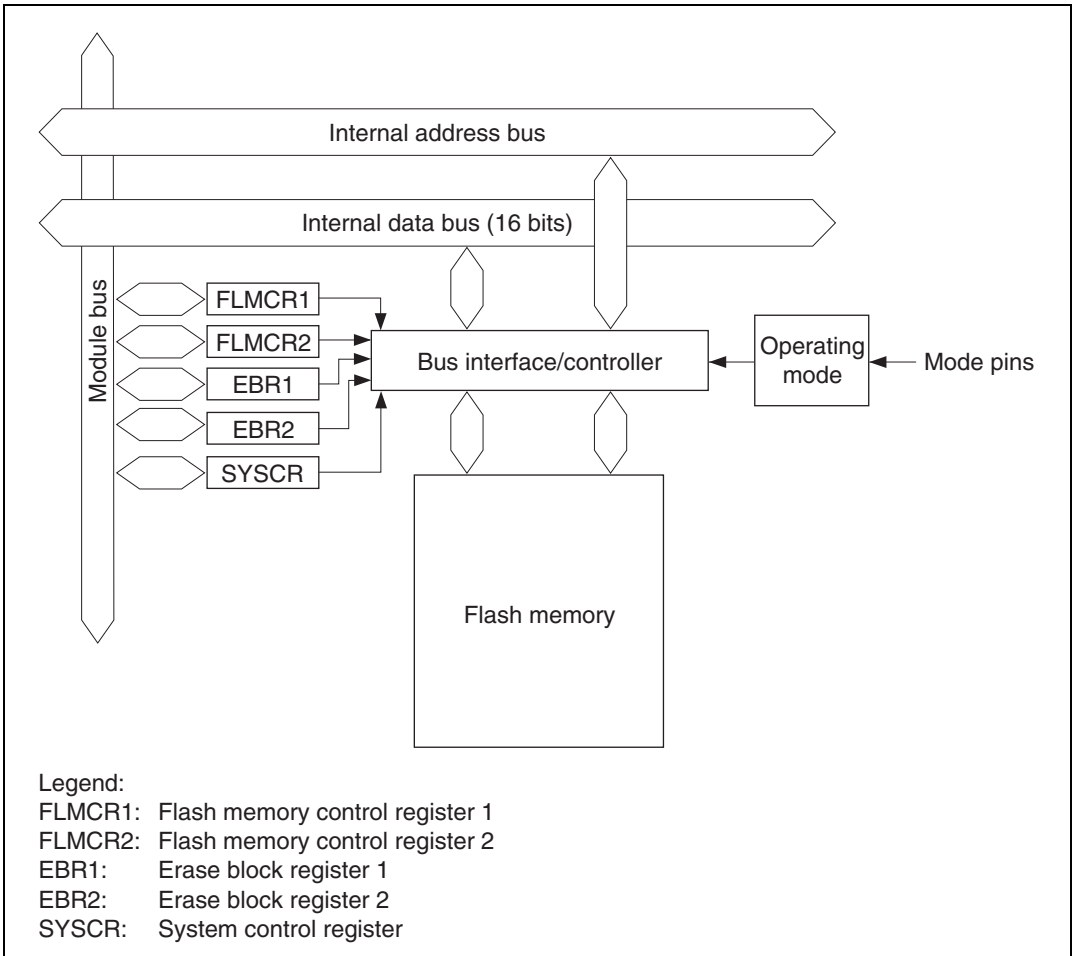 Internal address bus
Internal data bus (16 bits)
Module bus
FLMCR1
FLMCR2
EBR1
EBR2
SYSCR
Bus interface/controller
Operating
mode
Mode pins
Flash memory
Legend:
FLMCR1: Flash memory control register 1
FLMCR2: Flash memory control register 2
EBR1: Erase block register 1
EBR2: Erase block register 2
SYSCR: System control register